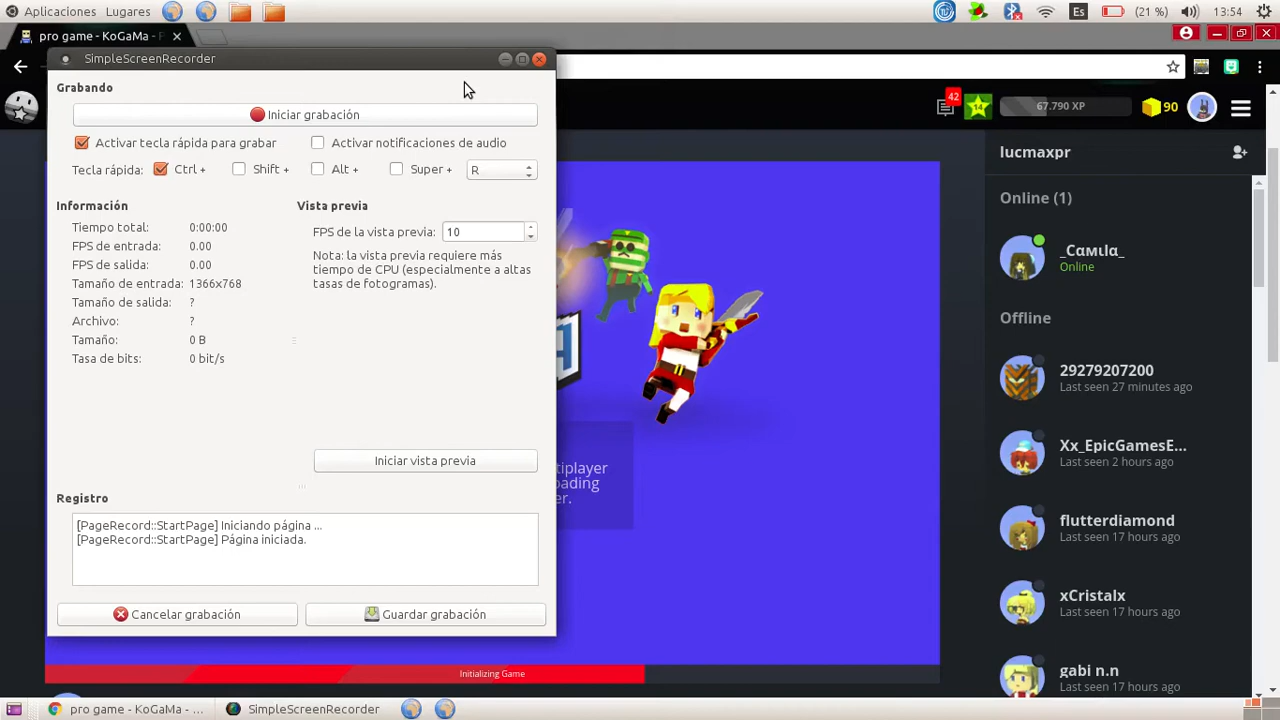 Aplicaciones Lugares
Es (21 %) 13:54
pro game - KoGaMa - P
SimpleScreenRecorder
Grabando
Iniciar grabación
Activar tecla rápida para grabar
Activar notificaciones de audio
Tecla rápida: Ctrl + Shift + Alt + Super + R
Información
Tiempo total: 0:00:00
FPS de entrada: 0.00
FPS de salida: 0.00
Tamaño de entrada: 1366x768
Tamaño de salida: ?
Archivo: ?
Tamaño: 0 B
Tasa de bits: 0 bit/s
Vista previa
FPS de la vista previa: 10
Nota: la vista previa requiere más
tiempo de CPU (especialmente a altas
tasas de fotogramas).
Iniciar vista previa
Registro
[PageRecord::StartPage] Iniciando página ...
[PageRecord::StartPage] Página iniciada.
Cancelar grabación
Guardar grabación
42
14
67.790 XP
90
A
tiplayer
oading
r.
Initializing Game
lucmaxpr
Online (1)
_Cαмιlα_
Online
Offline
29279207200
Last seen 27 minutes ago
Xx_EpicGamesE...
Last seen 2 hours ago
flutterdiamond
Last seen 17 hours ago
xCristalx
Last seen 17 hours ago
gabi n.n
Last seen 17 hours ago
pro game - KoGaMa - ...
SimpleScreenRecorder